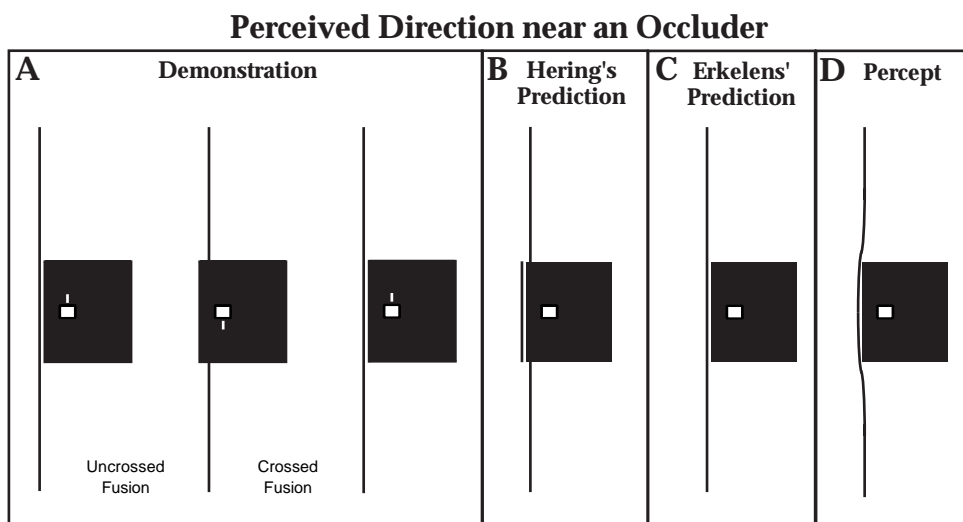 Perceived Direction near an Occluder
A
Demonstration
Uncrossed
Fusion
Crossed
Fusion
B
Hering's
Prediction
C
Erkelens'
Prediction
D
Percept